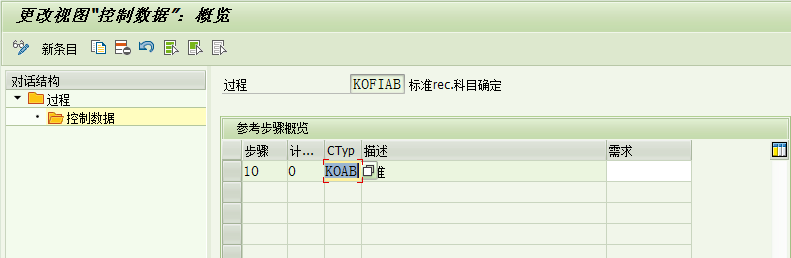 更改视图"控制数据"：概览
新条目
对话结构
过程
控制数据
过程 KOFIAB 标准rec.科目确定
参考步骤概览
步骤 计... CTyp 描述 需求
10 0 KOAB 准